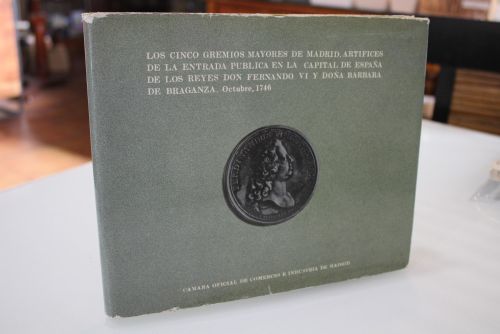 LOS CINCO GREMIOS MAYORES DE MADRID, ARTIFICES
DE LA ENTRADA PUBLICA EN LA CAPITAL DE ESPAÑA
DE LOS REYES DON FERNANDO VI Y DOÑA BARBARA
DE BRAGANZA. Octubre, 1746
CAMARA OFICIAL DE COMERCIO E INDUSTRIA DE MADRID